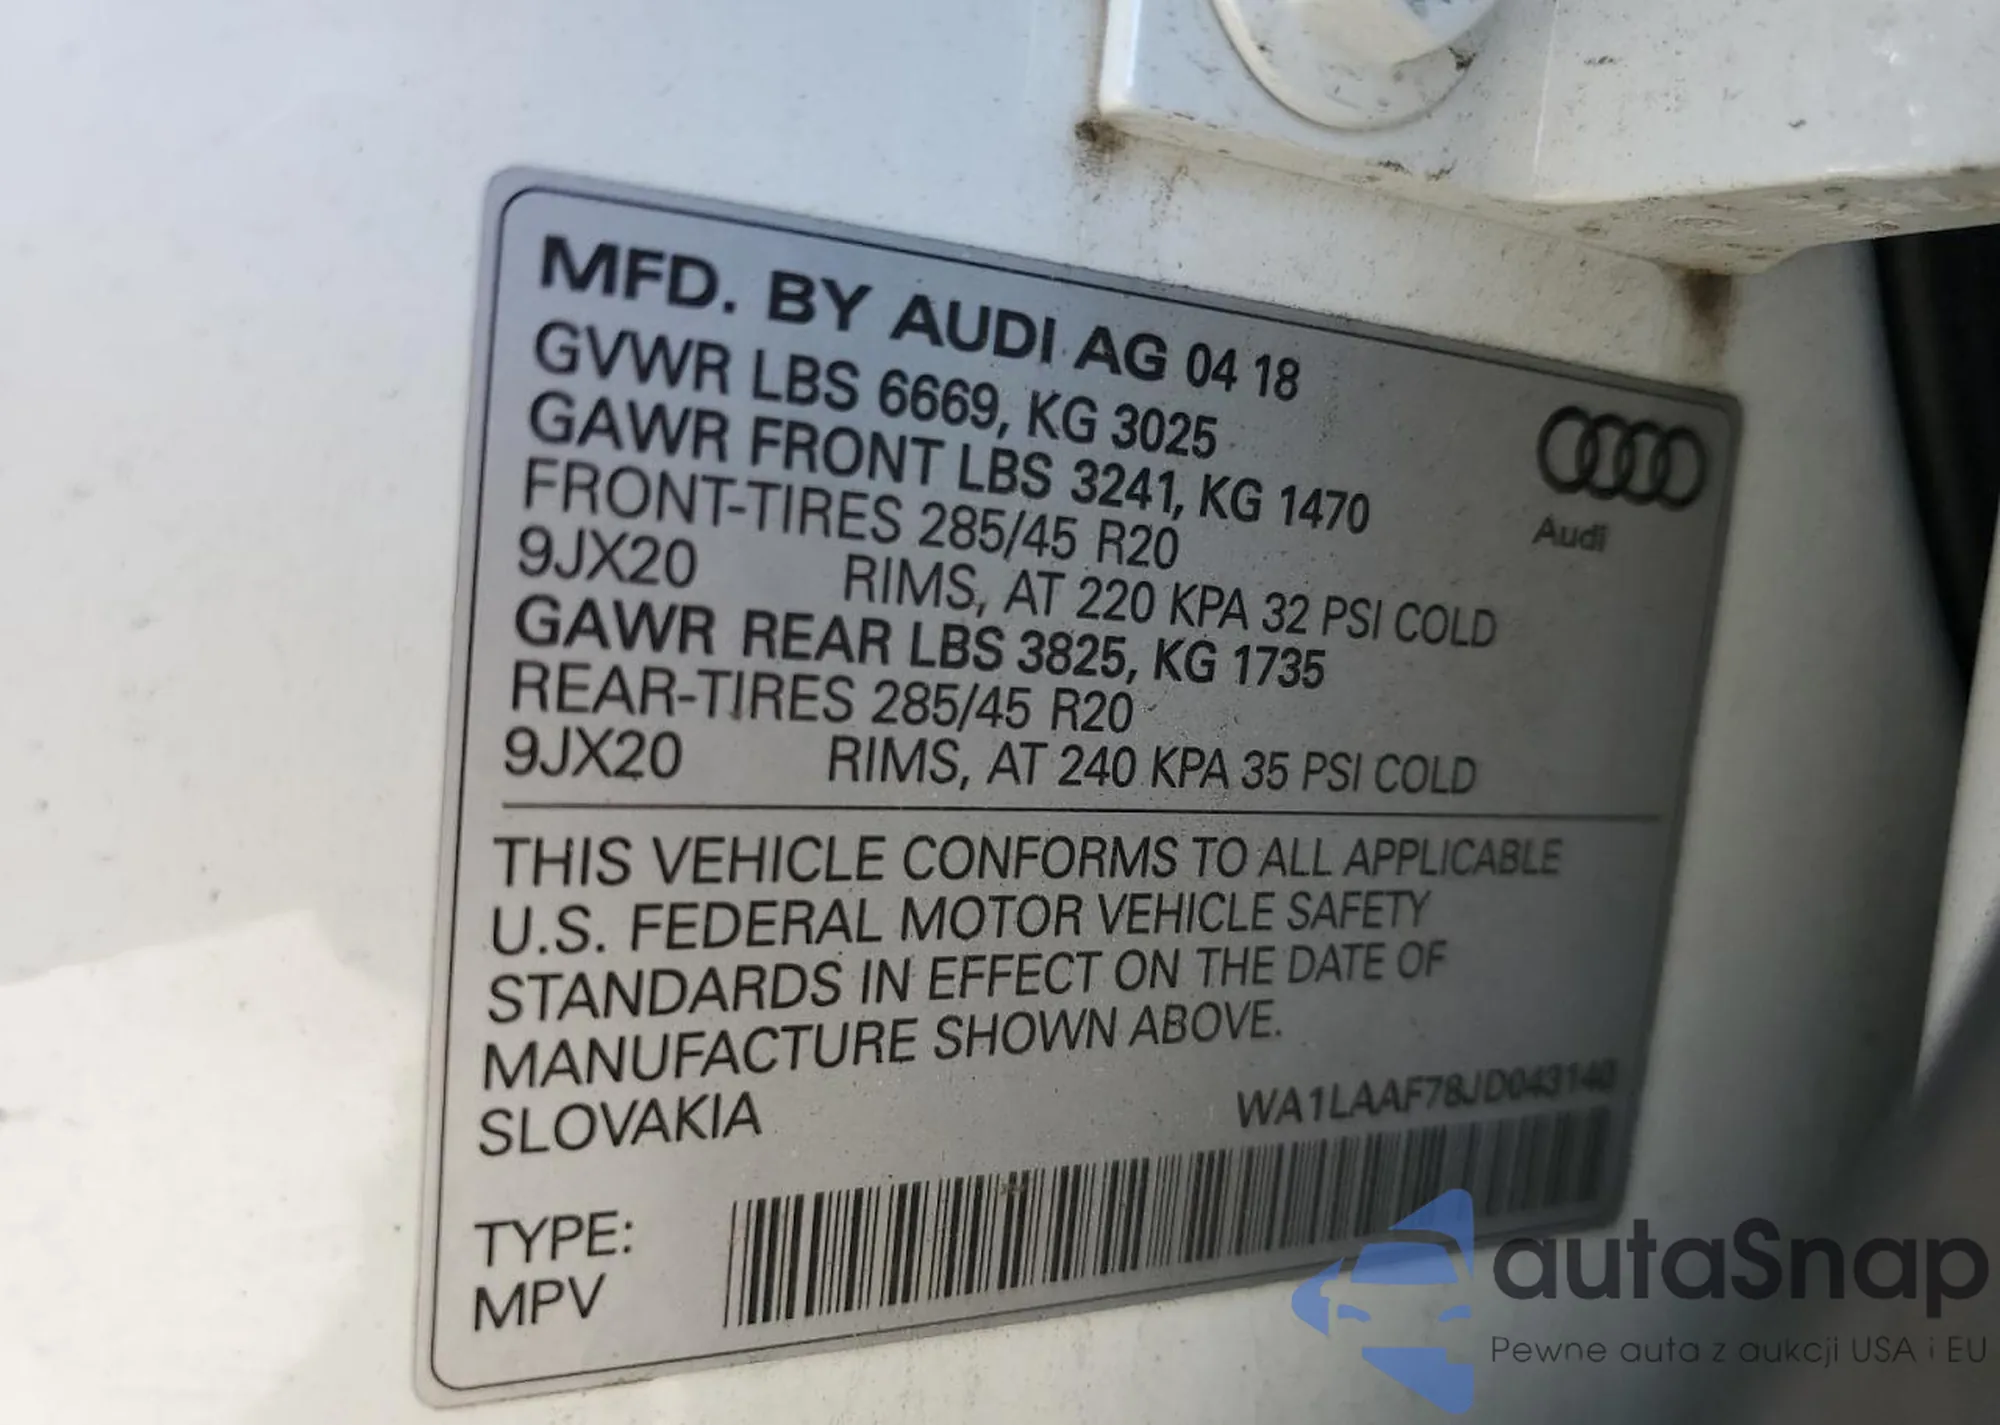 MFD. BY AUDI AG 04 18
GVWR LBS 6669, KG 3025
GAWR FRONT LBS 3241, KG 1470
FRONT-TIRES 285/45 R20
9JX20 RIMS, AT 220 KPA 32 PSI COLD
GAWR REAR LBS 3825, KG 1735
REAR-TIRES 285/45 R20
9JX20 RIMS, AT 240 KPA 35 PSI COLD
Audi
THIS VEHICLE CONFORMS TO ALL APPLICABLE
U.S. FEDERAL MOTOR VEHICLE SAFETY
STANDARDS IN EFFECT ON THE DATE OF
MANUFACTURE SHOWN ABOVE.
SLOVAKIA WA1LAAF78JD043140
TYPE:
MPV
autaSnap
Pewne auta z aukcji USA i EU